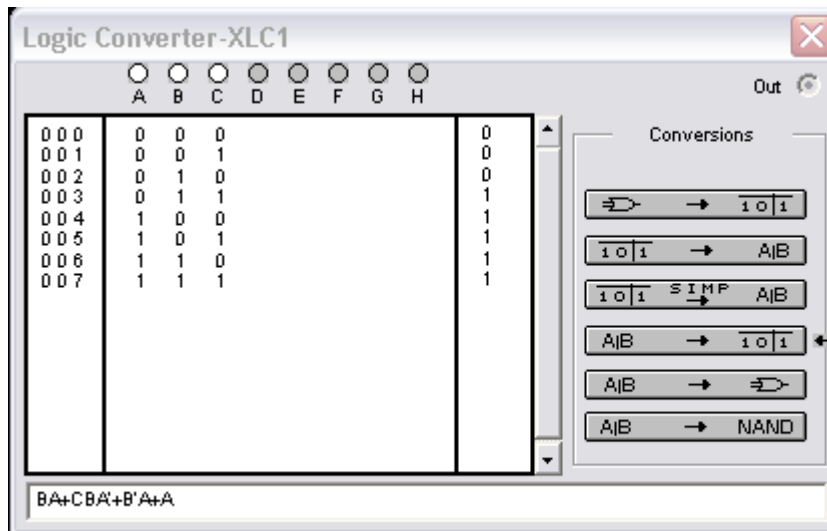 Logic Converter-XLC1
A B C D E F G H
Out
000 0 0 0 0
001 0 0 1 0
002 0 1 0 0
003 0 1 1 1
004 1 0 0 1
005 1 0 1 1
006 1 1 0 1
007 1 1 1 1
Conversions
→ 1 0|1
1 0|1 → A|B
1 0|1 SIMP → A|B
A|B → 1 0|1
A|B →
A|B → NAND
BA+CBA'+B'A+A